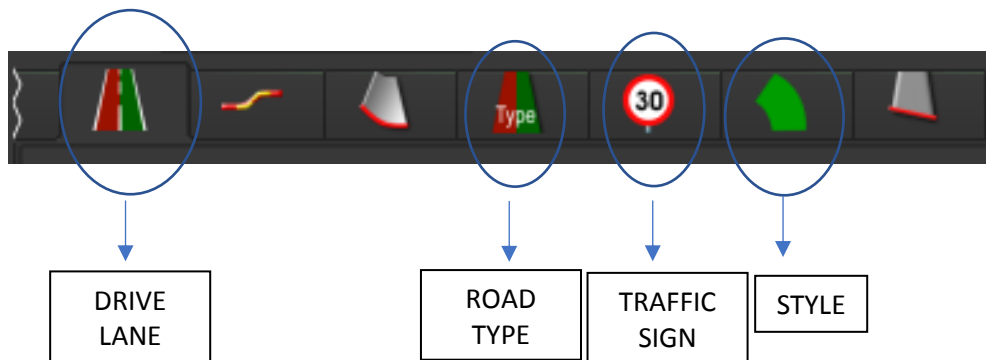 Type
30
DRIVE
LANE
ROAD
TYPE
TRAFFIC
SIGN
STYLE